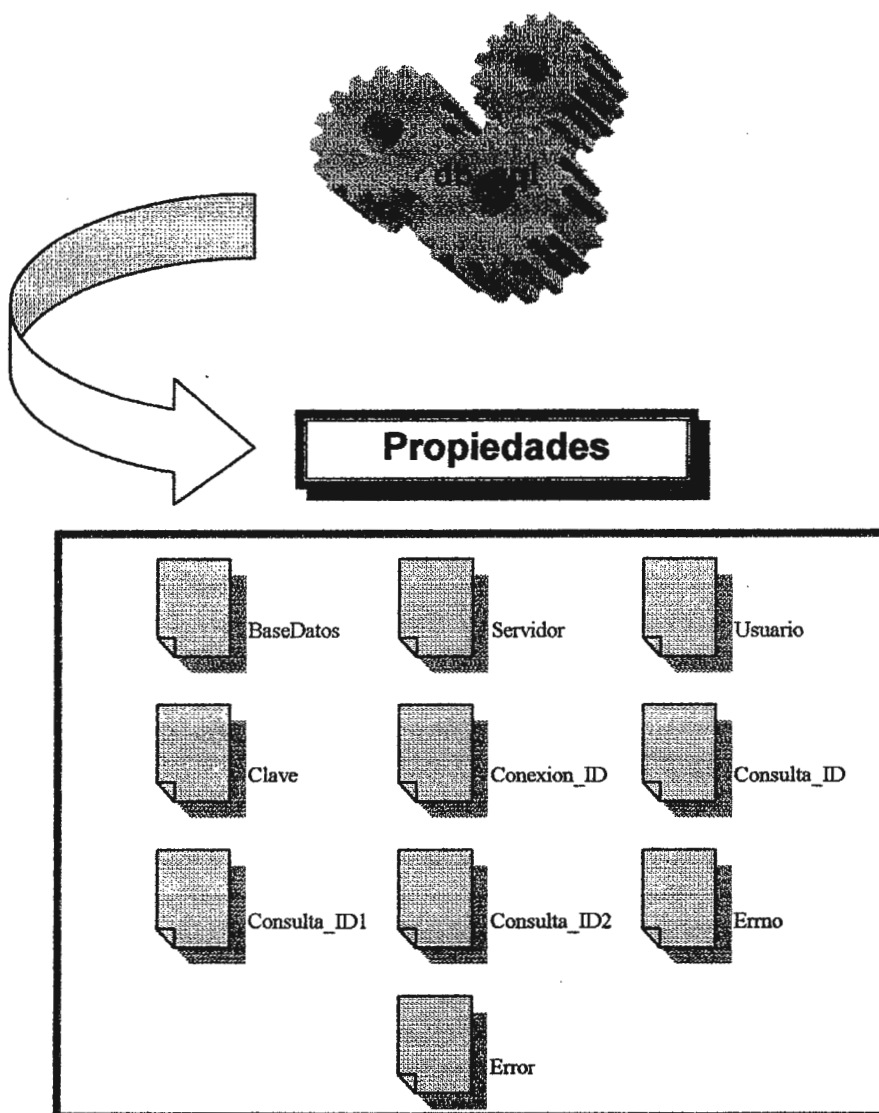 Propiedades
BaseDatos Servidor Usuario
Clave Conexion_ID Consulta_ID
Consulta_ID1 Consulta_ID2 Errno
Error